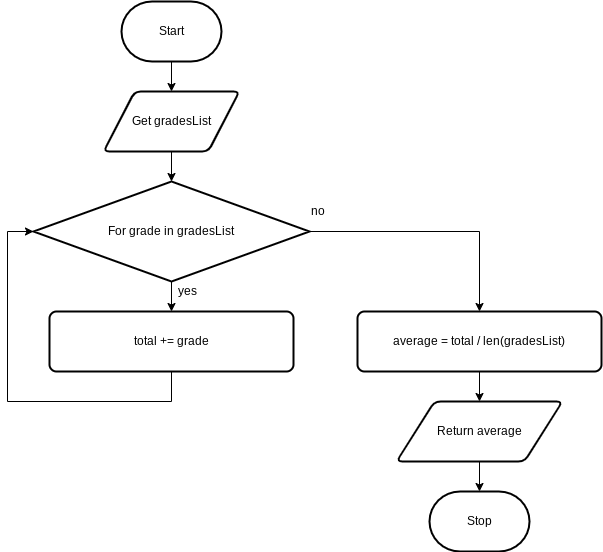 Start
Get gradesList
For grade in gradesList
no
yes
total += grade
average = total / len(gradesList)
Return average
Stop